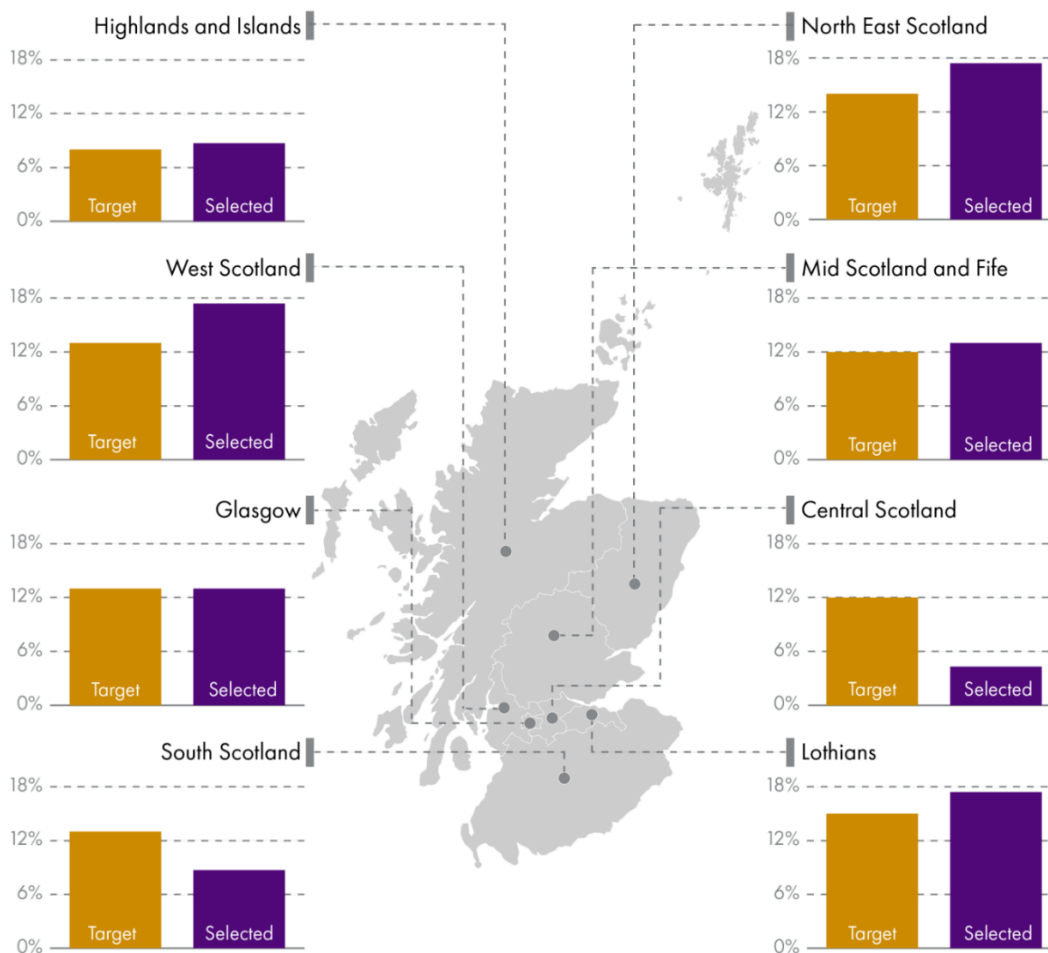 Highlands and Islands
18%
12%
6%
0%
Target
Selected
North East Scotland
18%
12%
6%
0%
Target
Selected
West Scotland
18%
12%
6%
0%
Target
Selected
Mid Scotland and Fife
18%
12%
6%
0%
Target
Selected
Glasgow
18%
12%
6%
0%
Target
Selected
Central Scotland
18%
12%
6%
0%
Target
Selected
South Scotland
18%
12%
6%
0%
Target
Selected
Lothians
18%
12%
6%
0%
Target
Selected